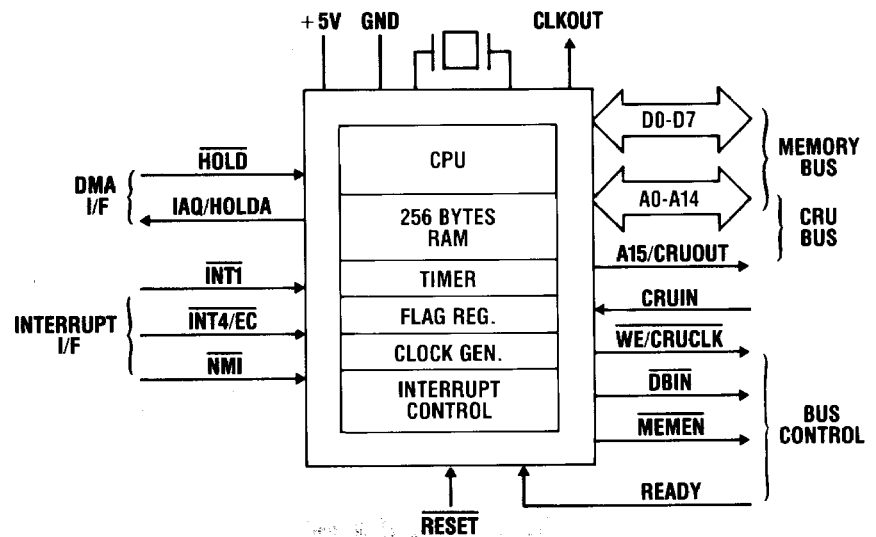 +5V GND
CLKOUT
D0-D7
MEMORY
BUS
A0-A14
CRU
BUS
A15/CRUOUT
CRUIN
WE/CRUCLK
DBIN
MEMEN
BUS
CONTROL
READY
DMA
I/F
HOLD
IAQ/HOLDA
INTERRUPT
I/F
INT1
INT4/EC
NMI
CPU
256 BYTES
RAM
TIMER
FLAG REG.
CLOCK GEN.
INTERRUPT
CONTROL
RESET